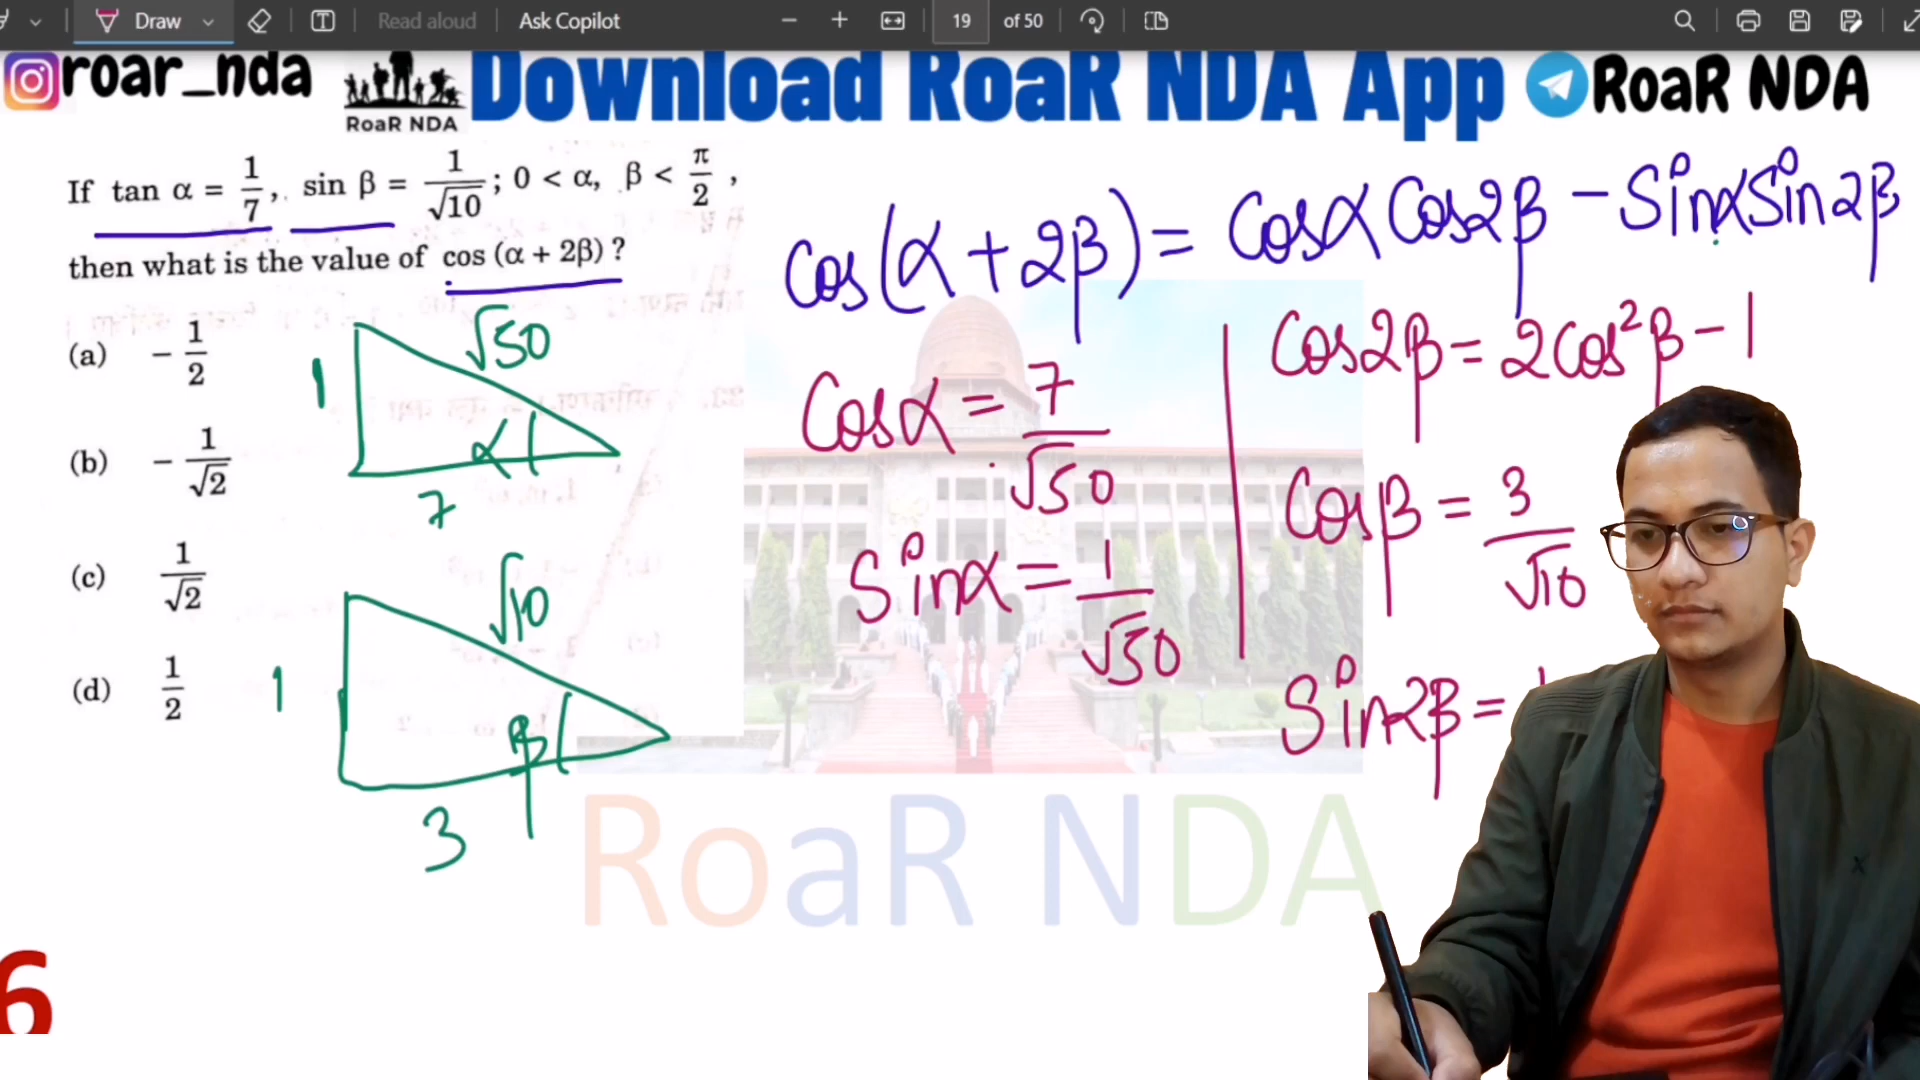 Draw
Read aloud
Ask Copilot
19 of 50
roar_nda
RoaR NDA
Download RoaR NDA App
RoaR NDA
If tan α = 1/7, sin β = 1/√10; 0 < α, β < π/2,
then what is the value of cos (α + 2β) ?
(a) −1/2
(b) −1/√2
(c) 1/√2
(d) 1/2
1
√50
α
7
1
√10
β
3
cos(α + 2β) = Cosα Cos2β − Sinα Sin2β
Cosα = 7/√50
Sinα = 1/√50
Cos2β = 2Cos²β − 1
Cosβ = 3/√10
Sin2β =
RoaR NDA
6